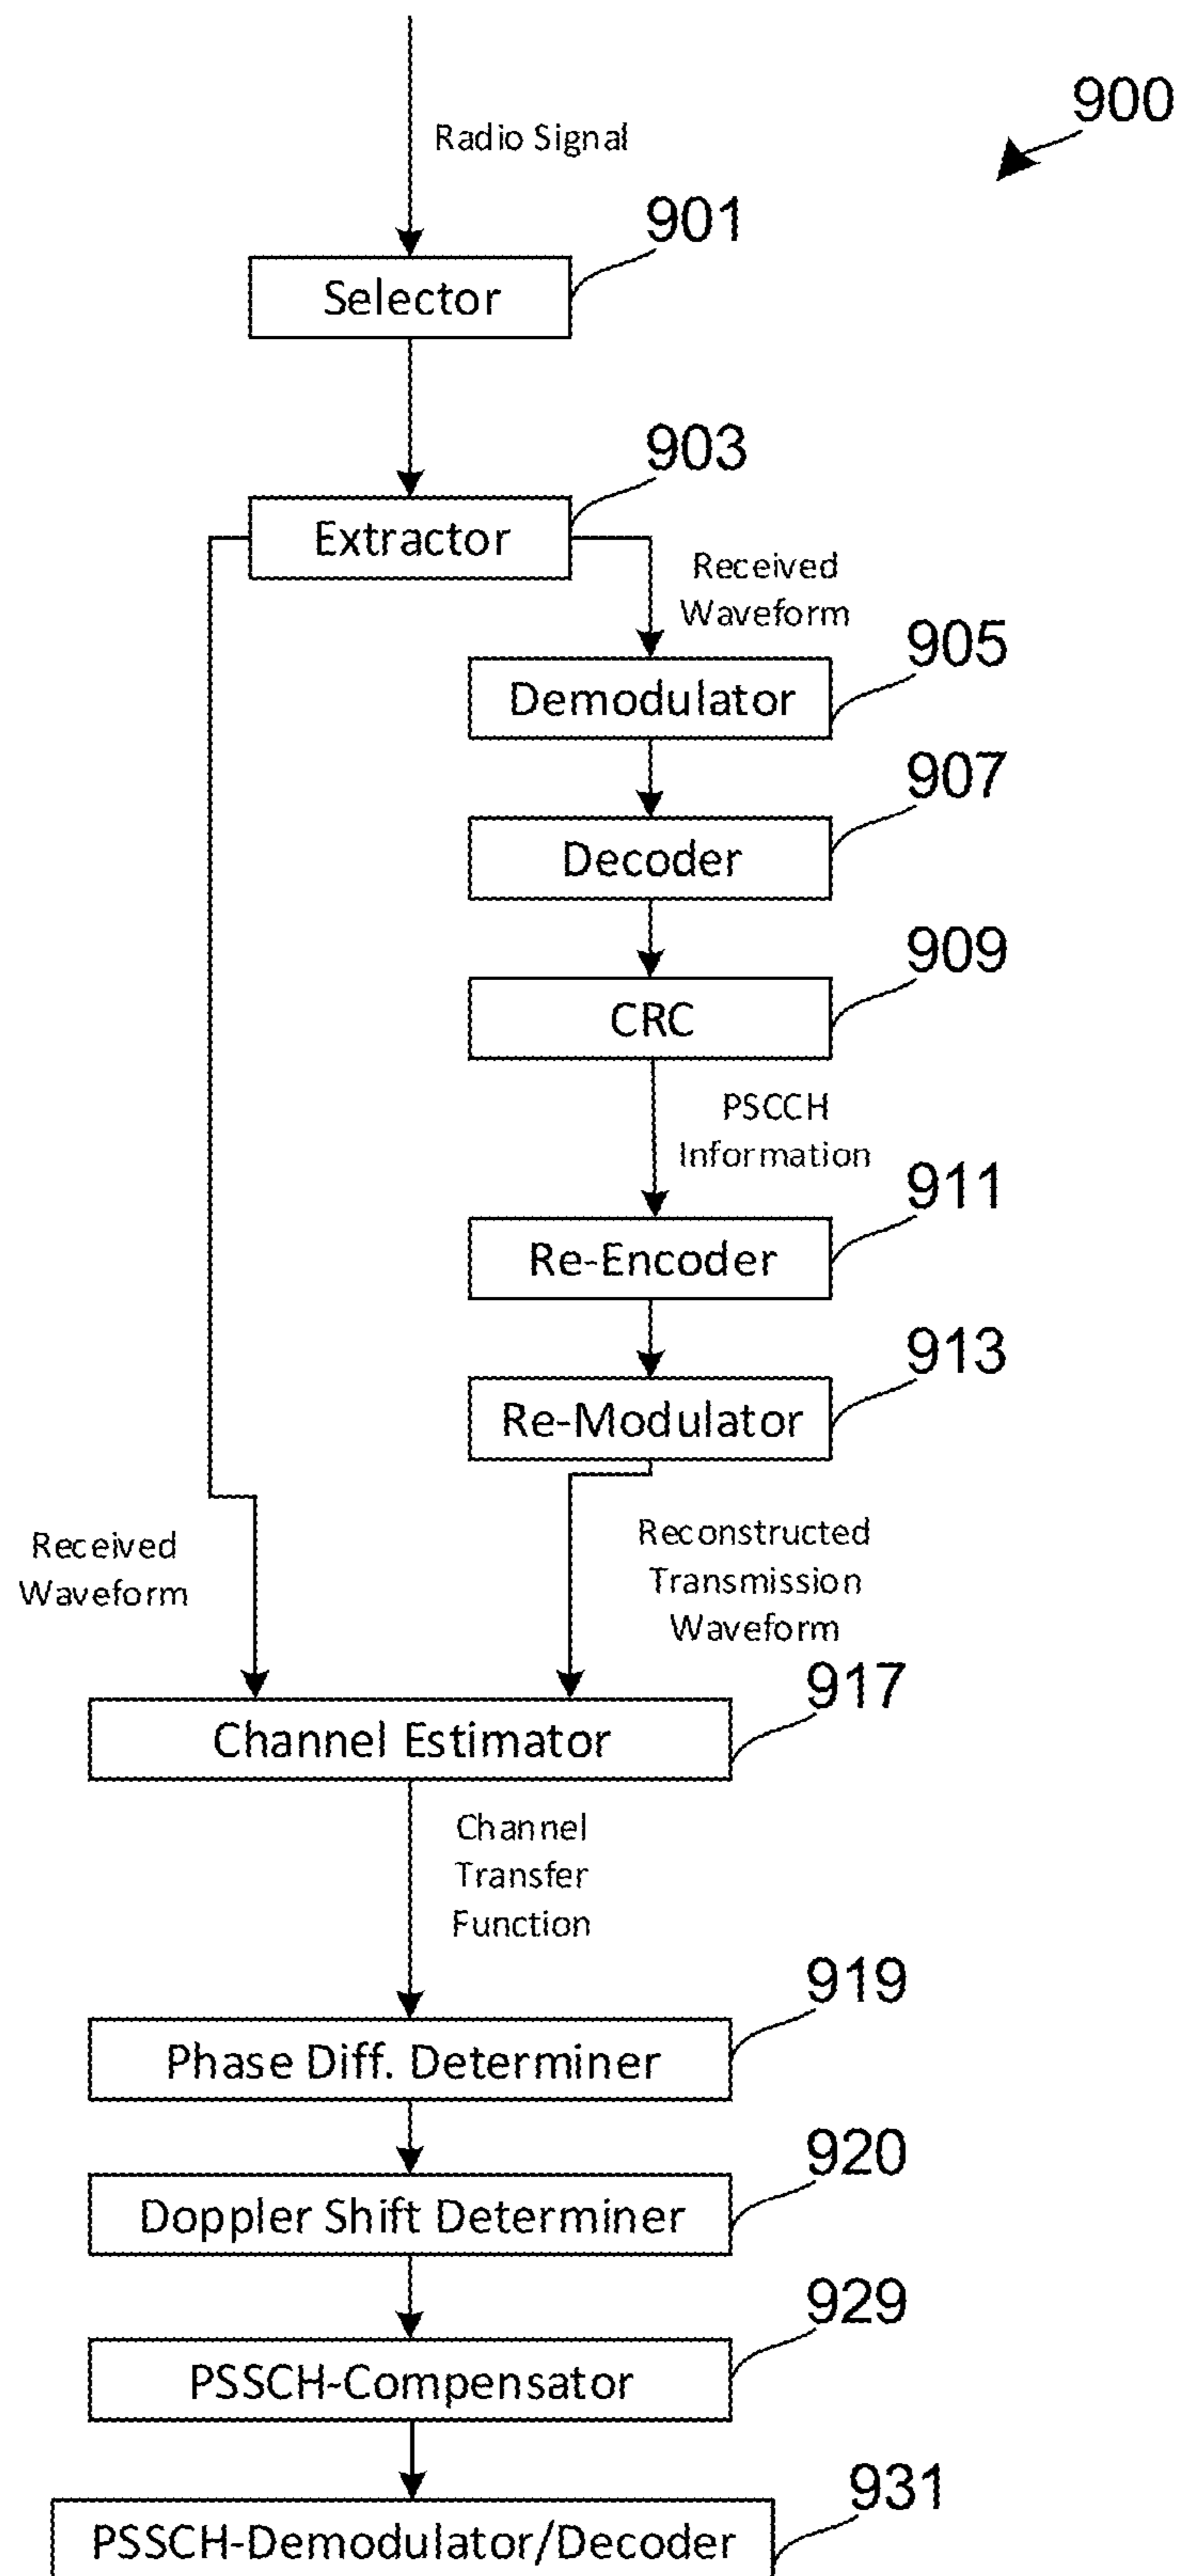 900
Radio Signal
901
Selector
903
Extractor
Received
Waveform
905
Demodulator
907
Decoder
909
CRC
PSCCH
Information
911
Re-Encoder
913
Re-Modulator
Received
Waveform
Reconstructed
Transmission
Waveform
917
Channel Estimator
Channel
Transfer
Function
919
Phase Diff. Determiner
920
Doppler Shift Determiner
929
PSSCH-Compensator
931
PSSCH-Demodulator/Decoder